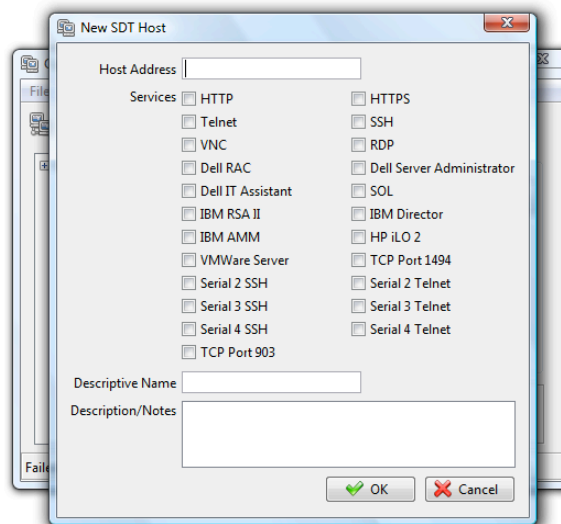 New SDT Host
File
Host Address
Services
HTTP HTTPS
Telnet SSH
VNC RDP
Dell RAC Dell Server Administrator
Dell IT Assistant SOL
IBM RSA II IBM Director
IBM AMM HP iLO 2
VMWare Server TCP Port 1494
Serial 2 SSH Serial 2 Telnet
Serial 3 SSH Serial 3 Telnet
Serial 4 SSH Serial 4 Telnet
TCP Port 903
Descriptive Name
Description/Notes
OK Cancel